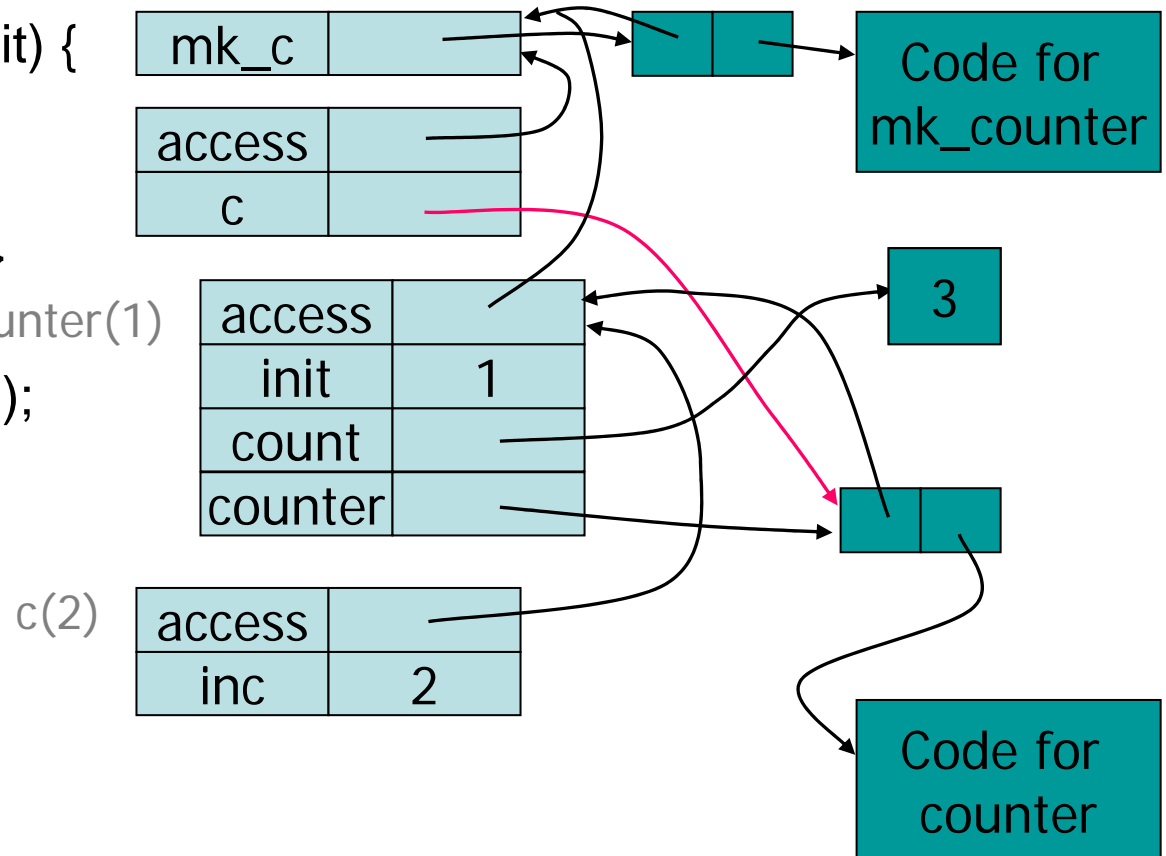 it) {
mk_c
Code for
mk_counter
access
c
unter(1)
access
3
init 1
);
count
counter
c(2)
access
inc 2
Code for
counter